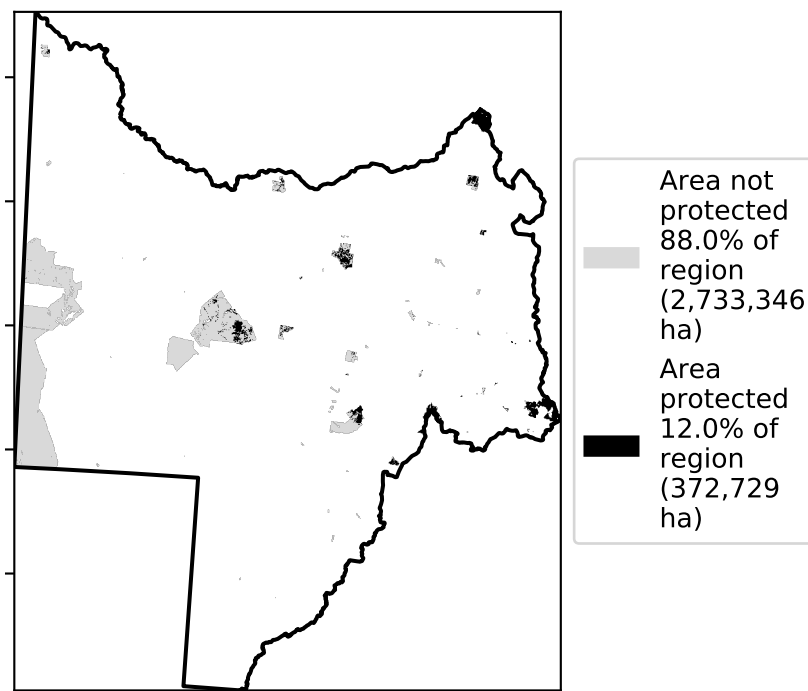 Area not
protected
88.0% of
region
(2,733,346
ha)
Area
protected
12.0% of
region
(372,729
ha)